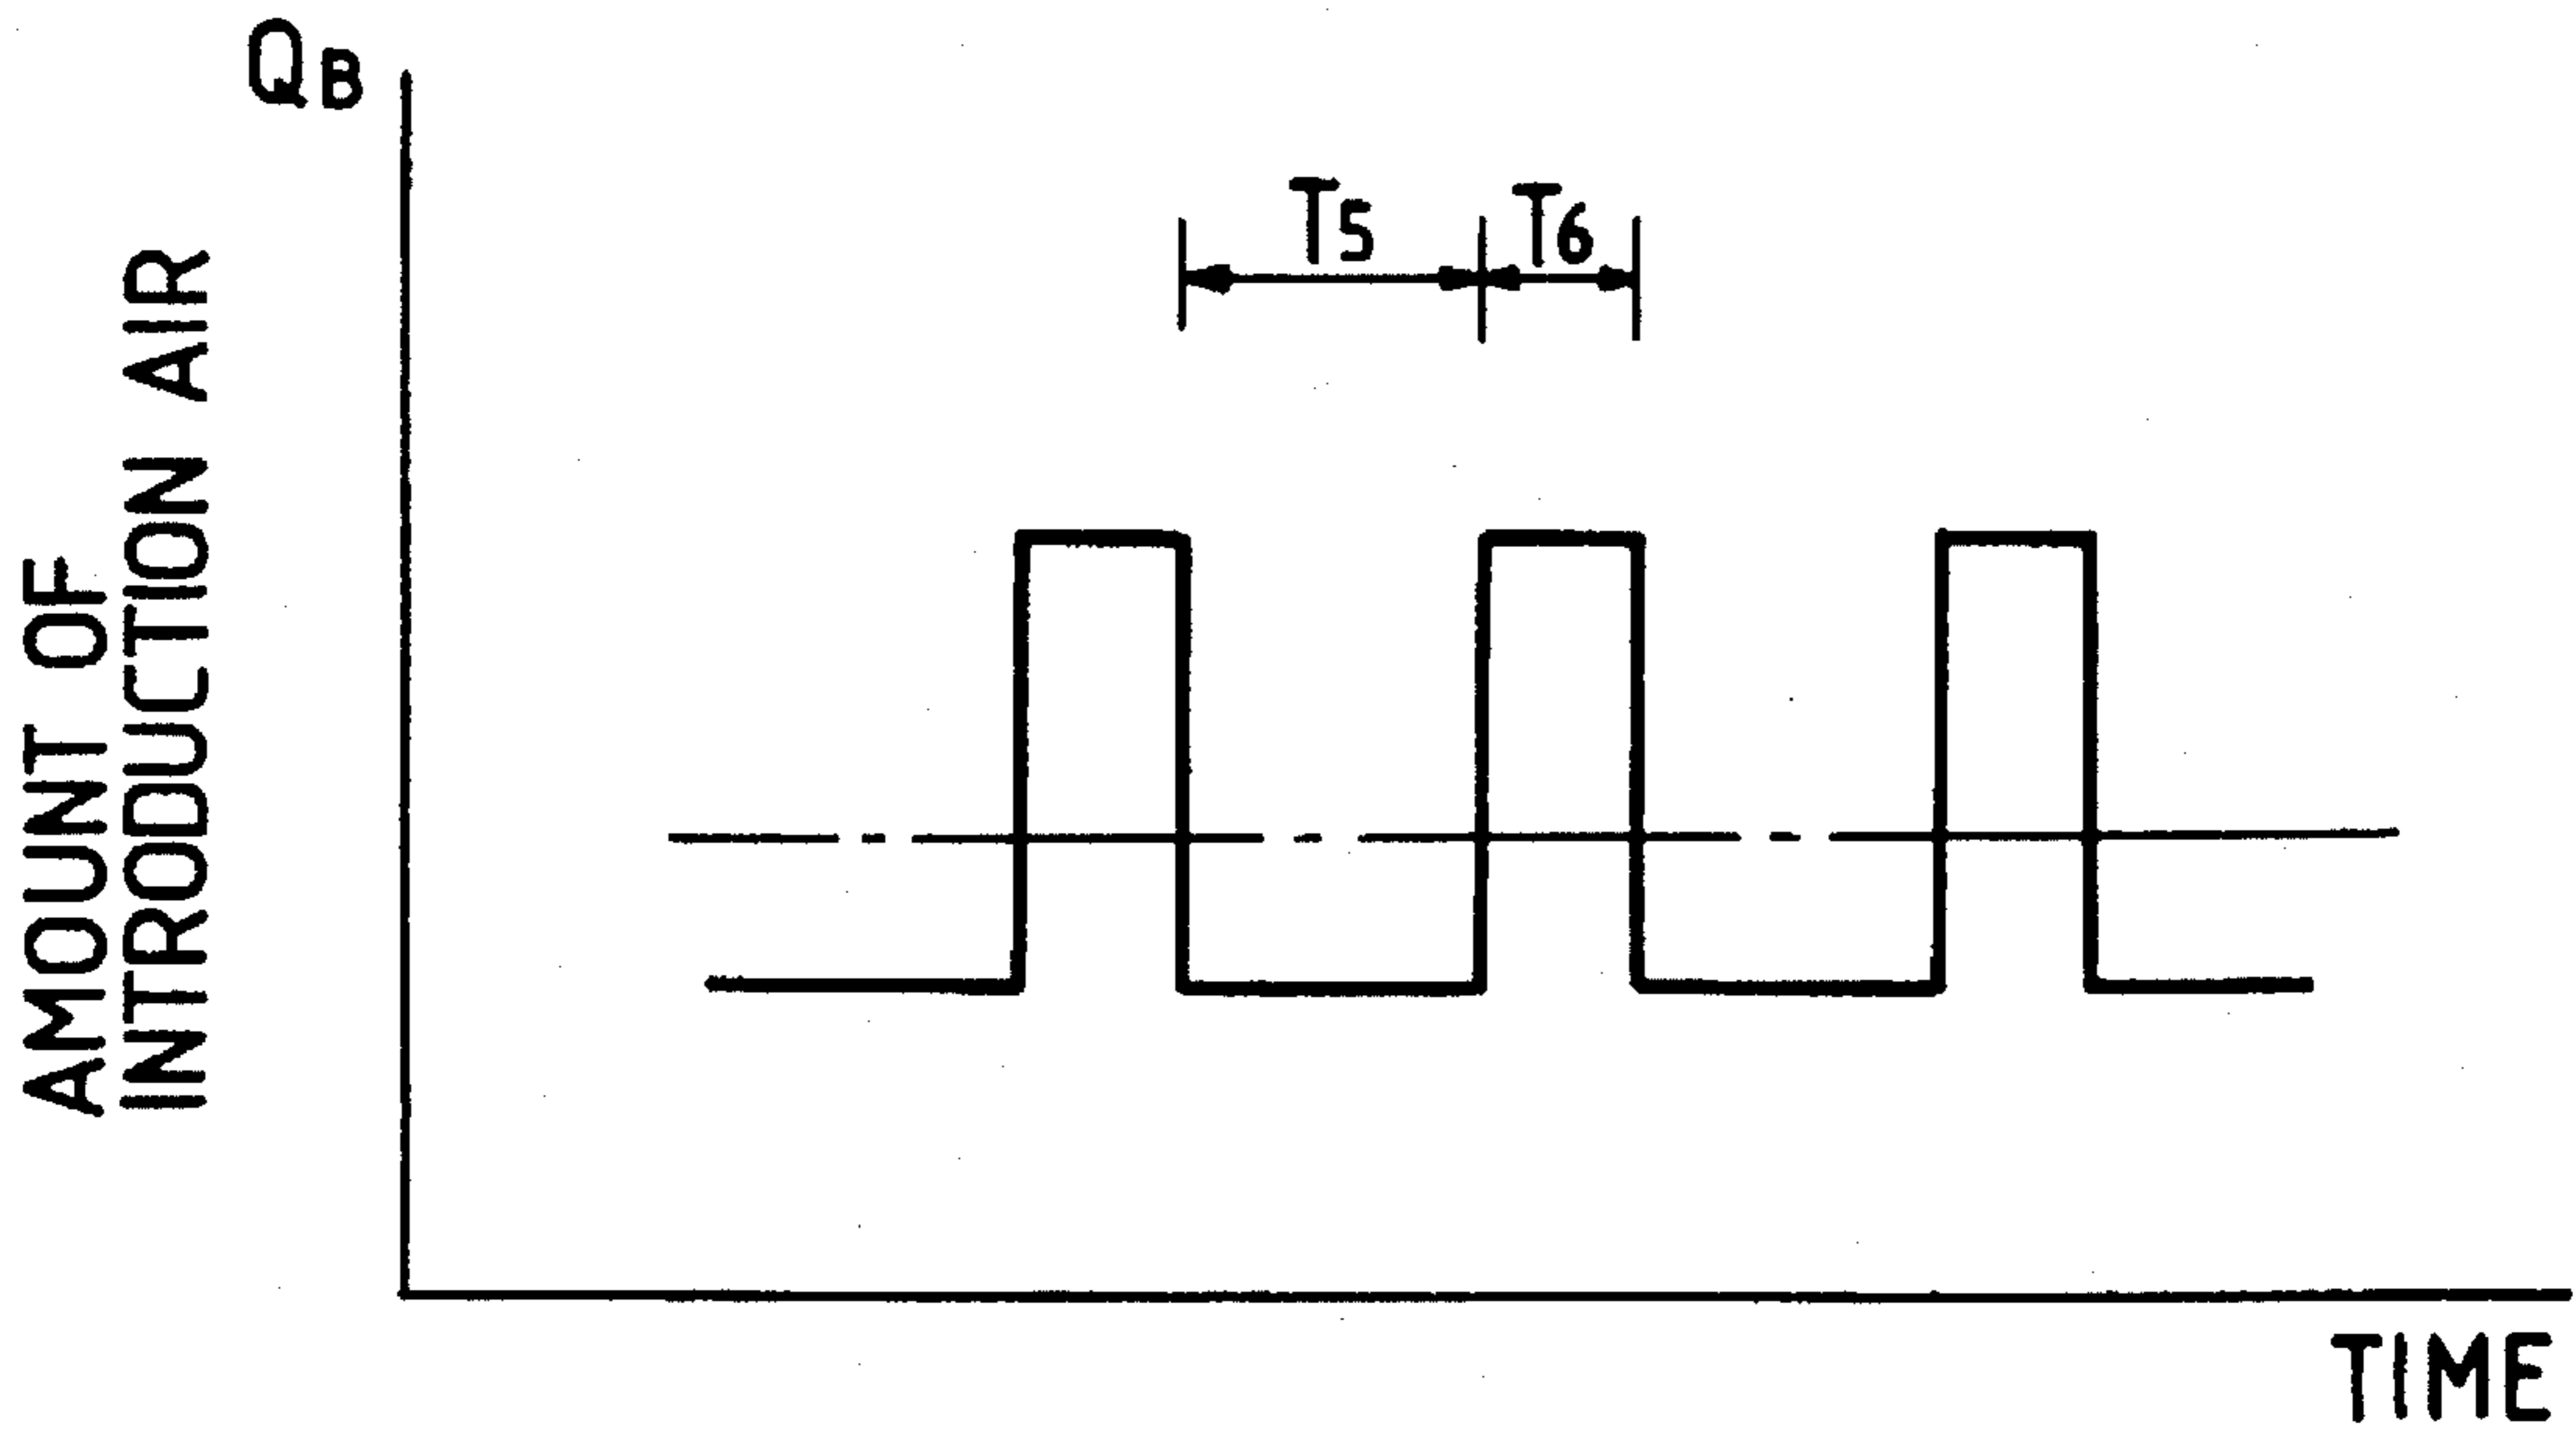 QB
AMOUNT OF
INTRODUCTION AIR
T5
T6
TIME